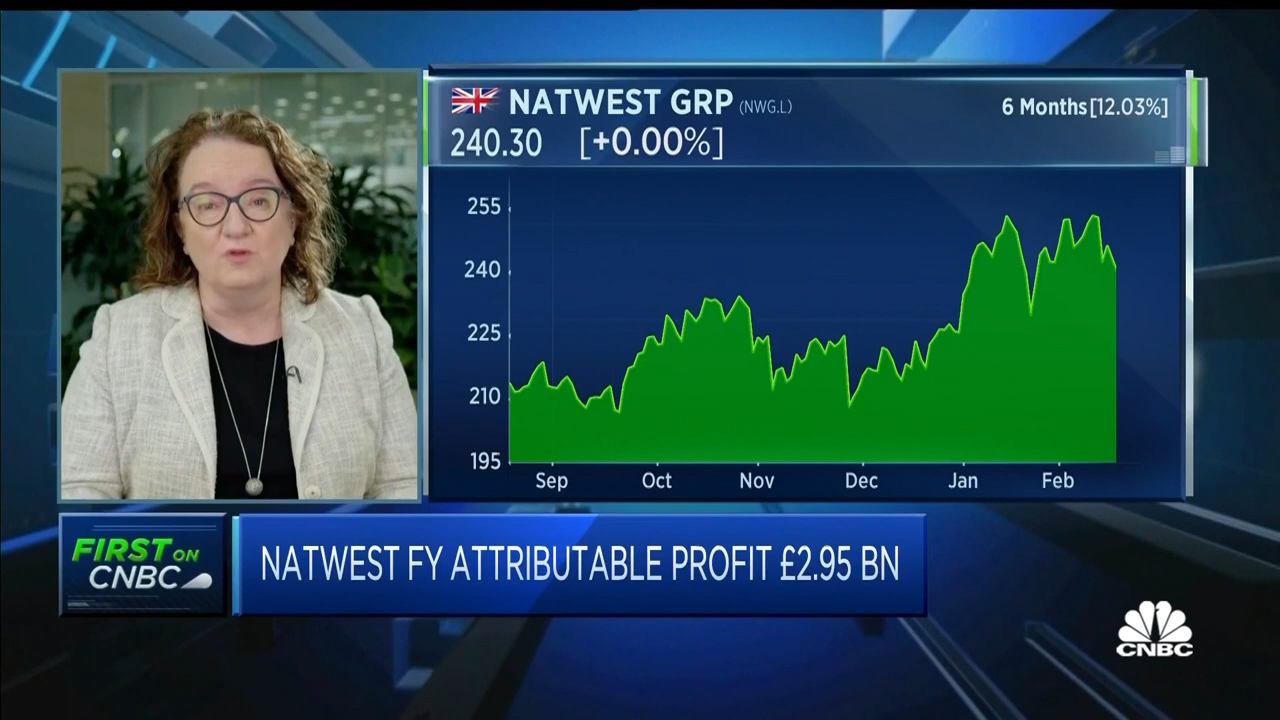 NATWEST GRP (NWG.L)
6 Months[12.03%]
240.30 [+0.00%]
255
240
225
210
195
Sep Oct Nov Dec Jan Feb
FIRST ON
CNBC
NATWEST FY ATTRIBUTABLE PROFIT £2.95 BN
CNBC